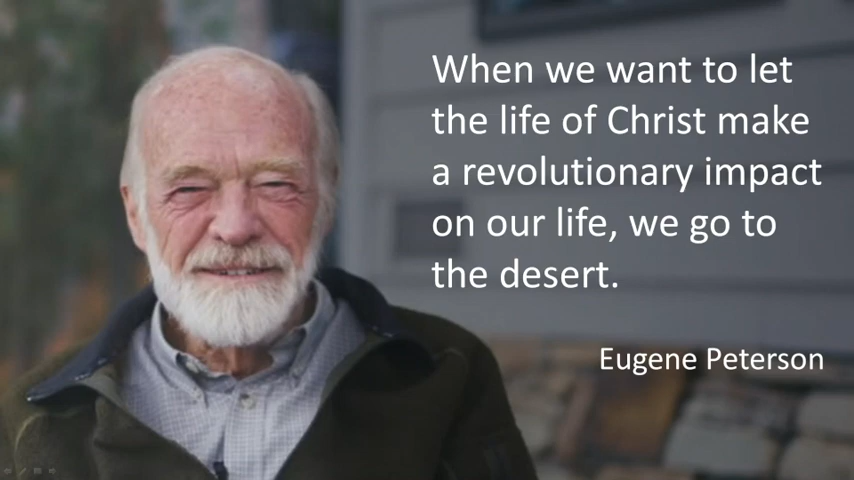 When we want to let
the life of Christ make
a revolutionary impact
on our life, we go to
the desert.
Eugene Peterson